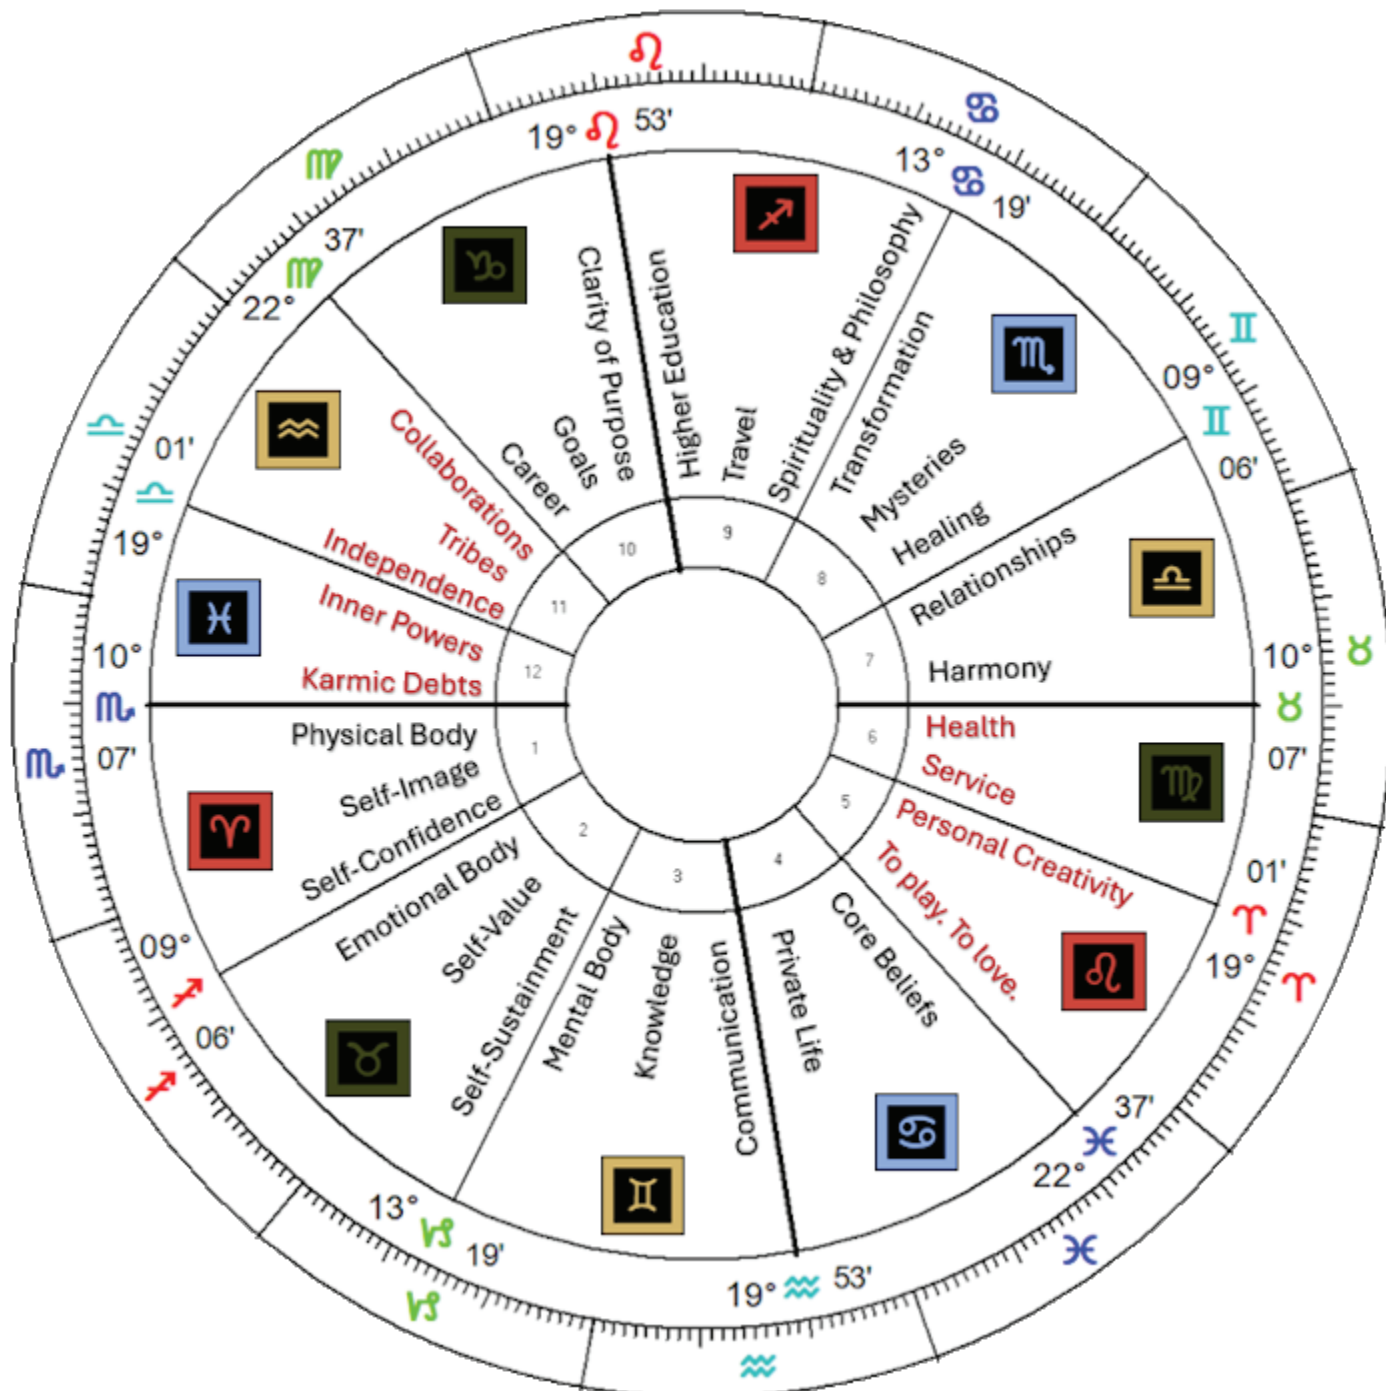 ♌
♋
♍
♊
♎
♉
♏
♈
♐
♓
♑
♒
19° ♌ 53'
13° ♋ 19'
09° ♊ 06'
10° ♉ 07'
01' ♈ 19°
37' ♓ 22°
19° ♒ 53'
13° ♑ 19'
09° ♐ 06'
10° ♏ 07'
01' ♎ 19°
37' ♍ 22°
♐
♏
♎
♍
♌
♋
♊
♉
♈
♓
♒
♑
Higher Education
Travel
Spirituality & Philosophy
Transformation
Mysteries
Healing
Relationships
Harmony
Health
Service
Personal Creativity
To play. To love.
Core Beliefs
Private Life
Communication
Knowledge
Mental Body
Self-Sustainment
Self-Value
Emotional Body
Self-Confidence
Self-Image
Physical Body
Karmic Debts
Inner Powers
Independence
Tribes
Collaborations
Career
Goals
Clarity of Purpose
1
2
3
4
5
6
7
8
9
10
11
12